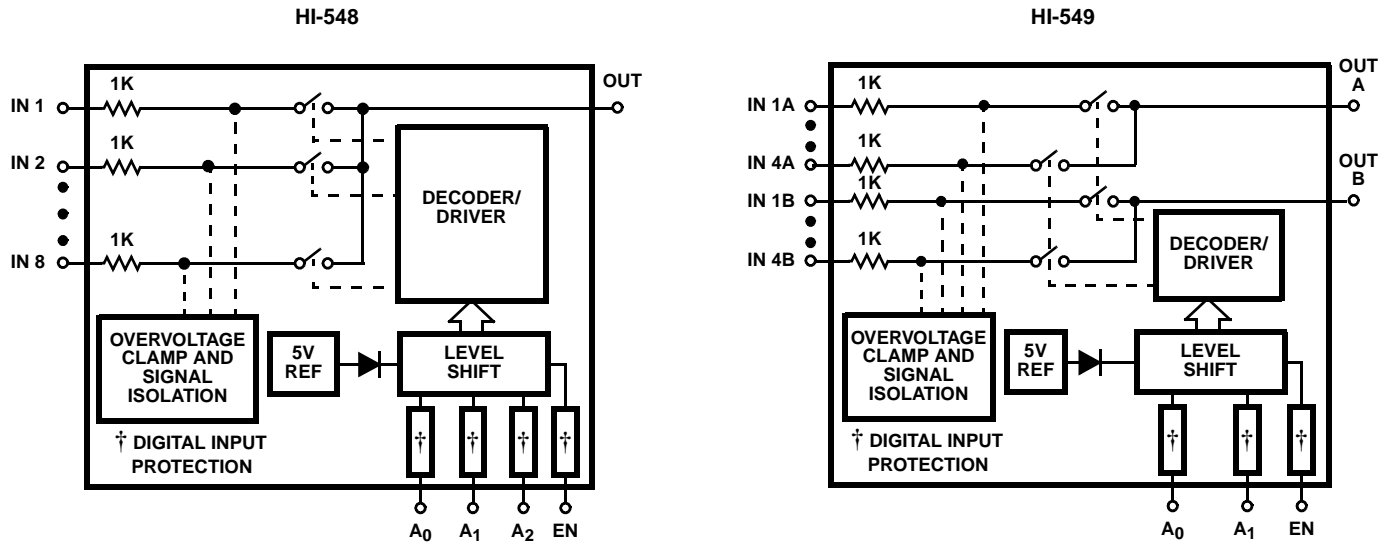 HI-548
1K
OUT
IN 1
1K
IN 2
1K
IN 8
DECODER/
DRIVER
OVERVOLTAGE
CLAMP AND
SIGNAL
ISOLATION
5V
REF
LEVEL
SHIFT
† † † †
† DIGITAL INPUT
PROTECTION
A0 A1 A2 EN
HI-549
1K
OUT
A
IN 1A
1K
IN 4A
OUT
B
1K
IN 1B
1K
IN 4B
DECODER/
DRIVER
OVERVOLTAGE
CLAMP AND
SIGNAL
ISOLATION
5V
REF
LEVEL
SHIFT
† † †
† DIGITAL INPUT
PROTECTION
A0 A1 EN